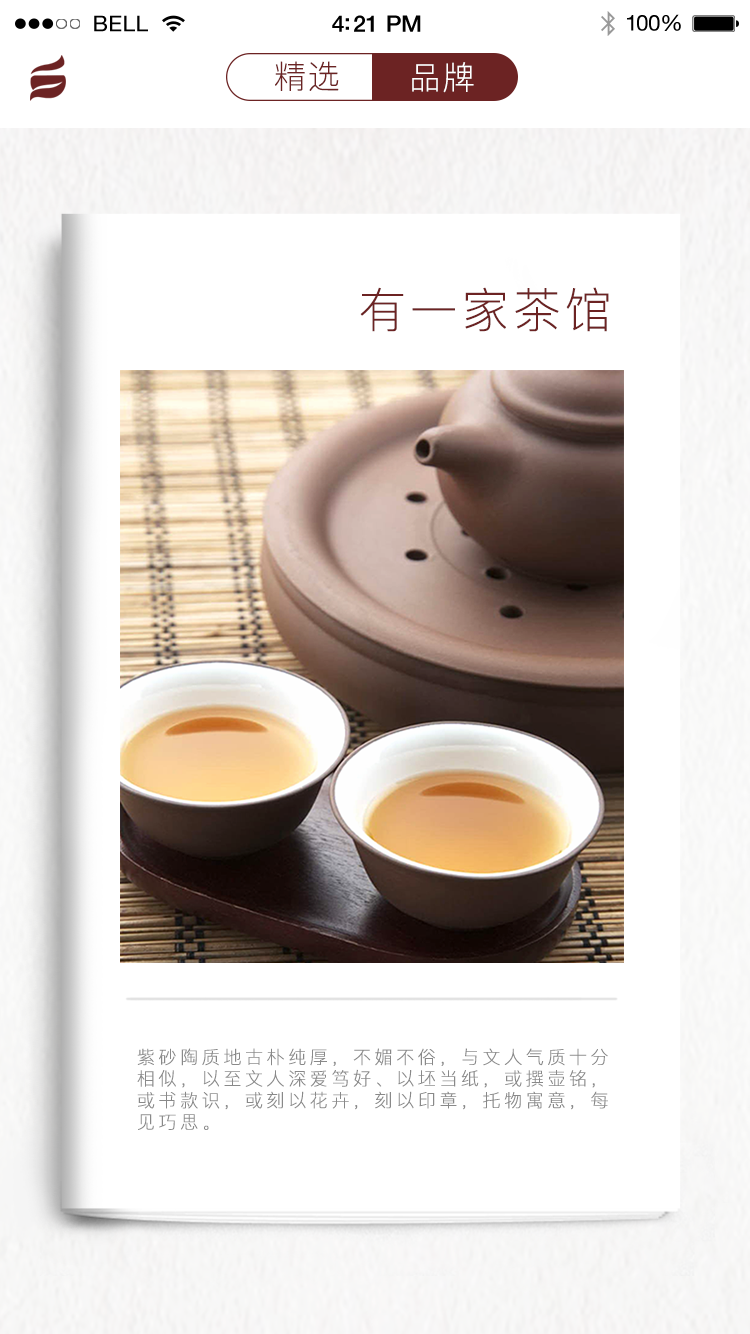 BELL 4:21 PM 100%
精选 品牌
有一家茶馆
紫砂陶质地古朴纯厚，不媚不俗，与文人气质十分
相似，以至文人深爱笃好、以坯当纸，或撰壶铭，
或书款识，或刻以花卉，刻以印章，托物寓意，每
见巧思。